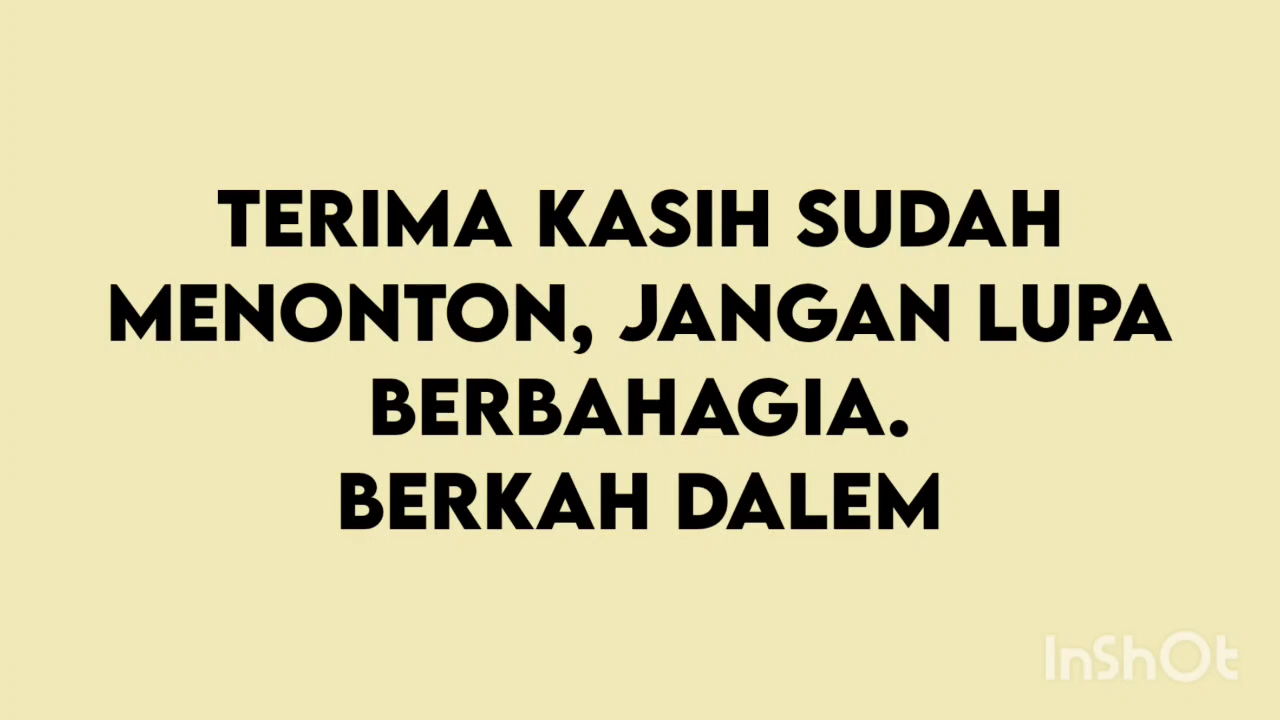 TERIMA KASIH SUDAH
MENONTON, JANGAN LUPA
BERBAHAGIA.
BERKAH DALEM
InShOt